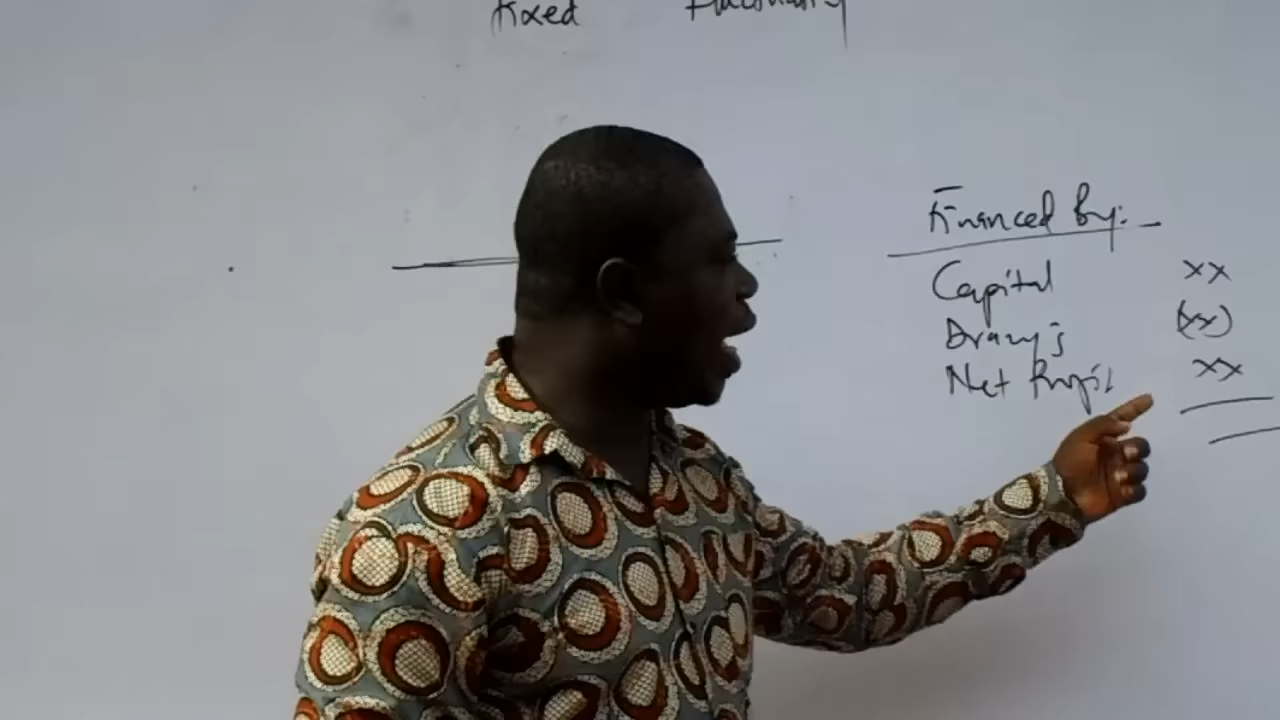 Fixed
Financed By:-
Capital xx
Drawings (xx)
Net Profit xx